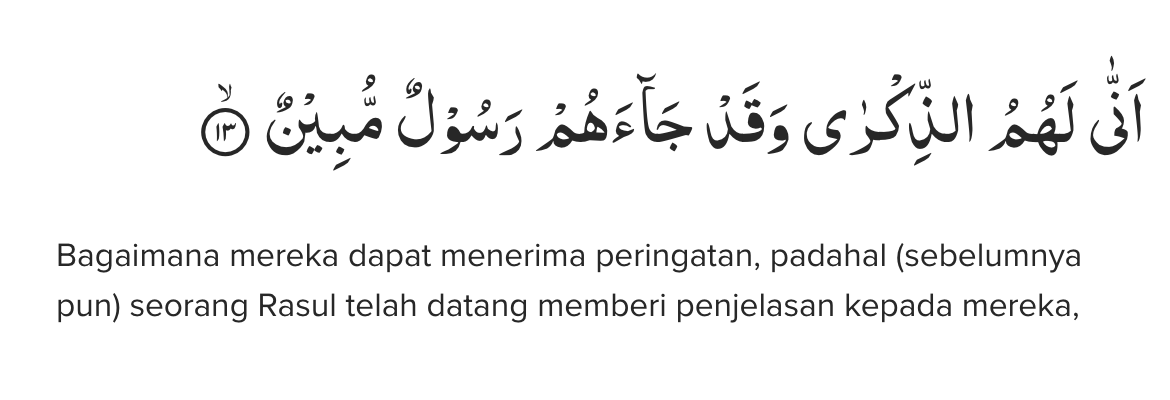 اَنّٰى لَهُمُ الذِّكْرٰى وَقَدْ جَاۤءَهُمْ رَسُوْلٌ مُّبِيْنٌۙ ١٣
Bagaimana mereka dapat menerima peringatan, padahal (sebelumnya
pun) seorang Rasul telah datang memberi penjelasan kepada mereka,